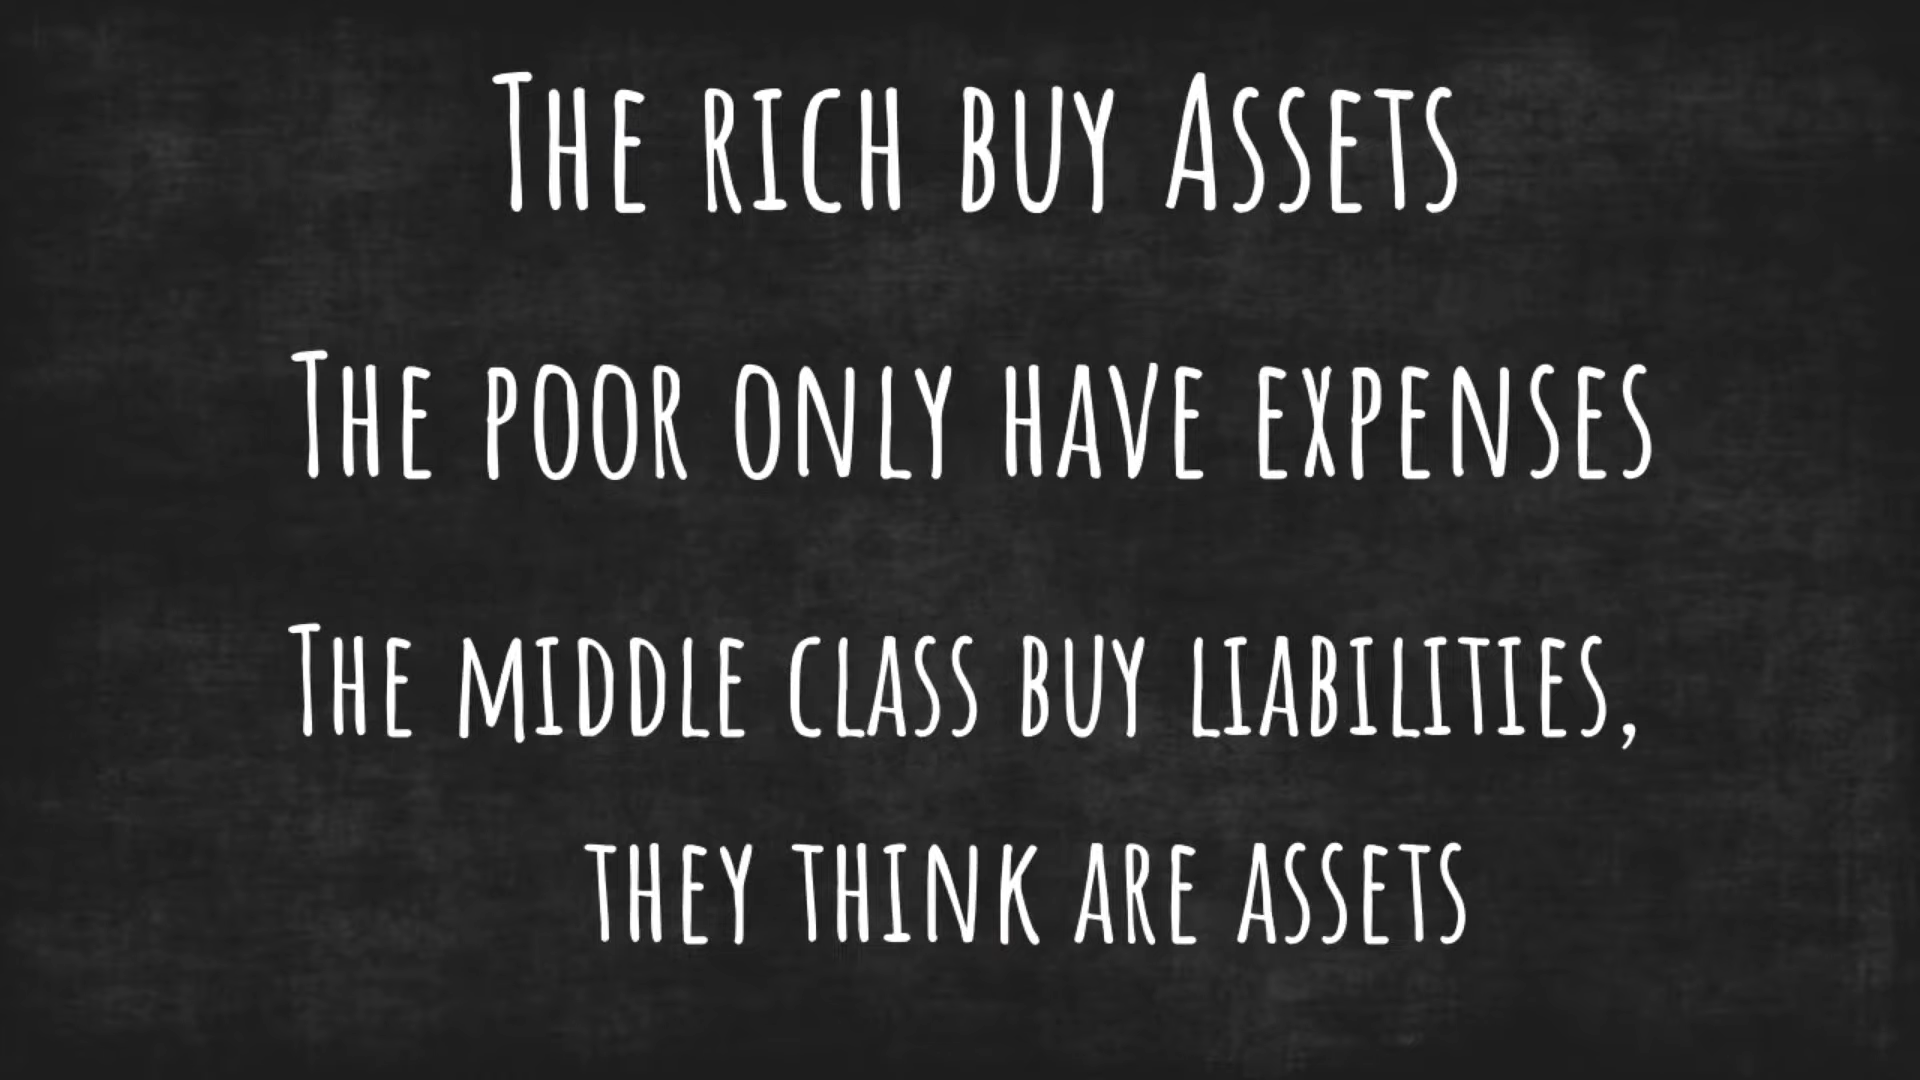 The rich buy Assets
The poor only have expenses
The middle class buy liabilities,
they think are assets